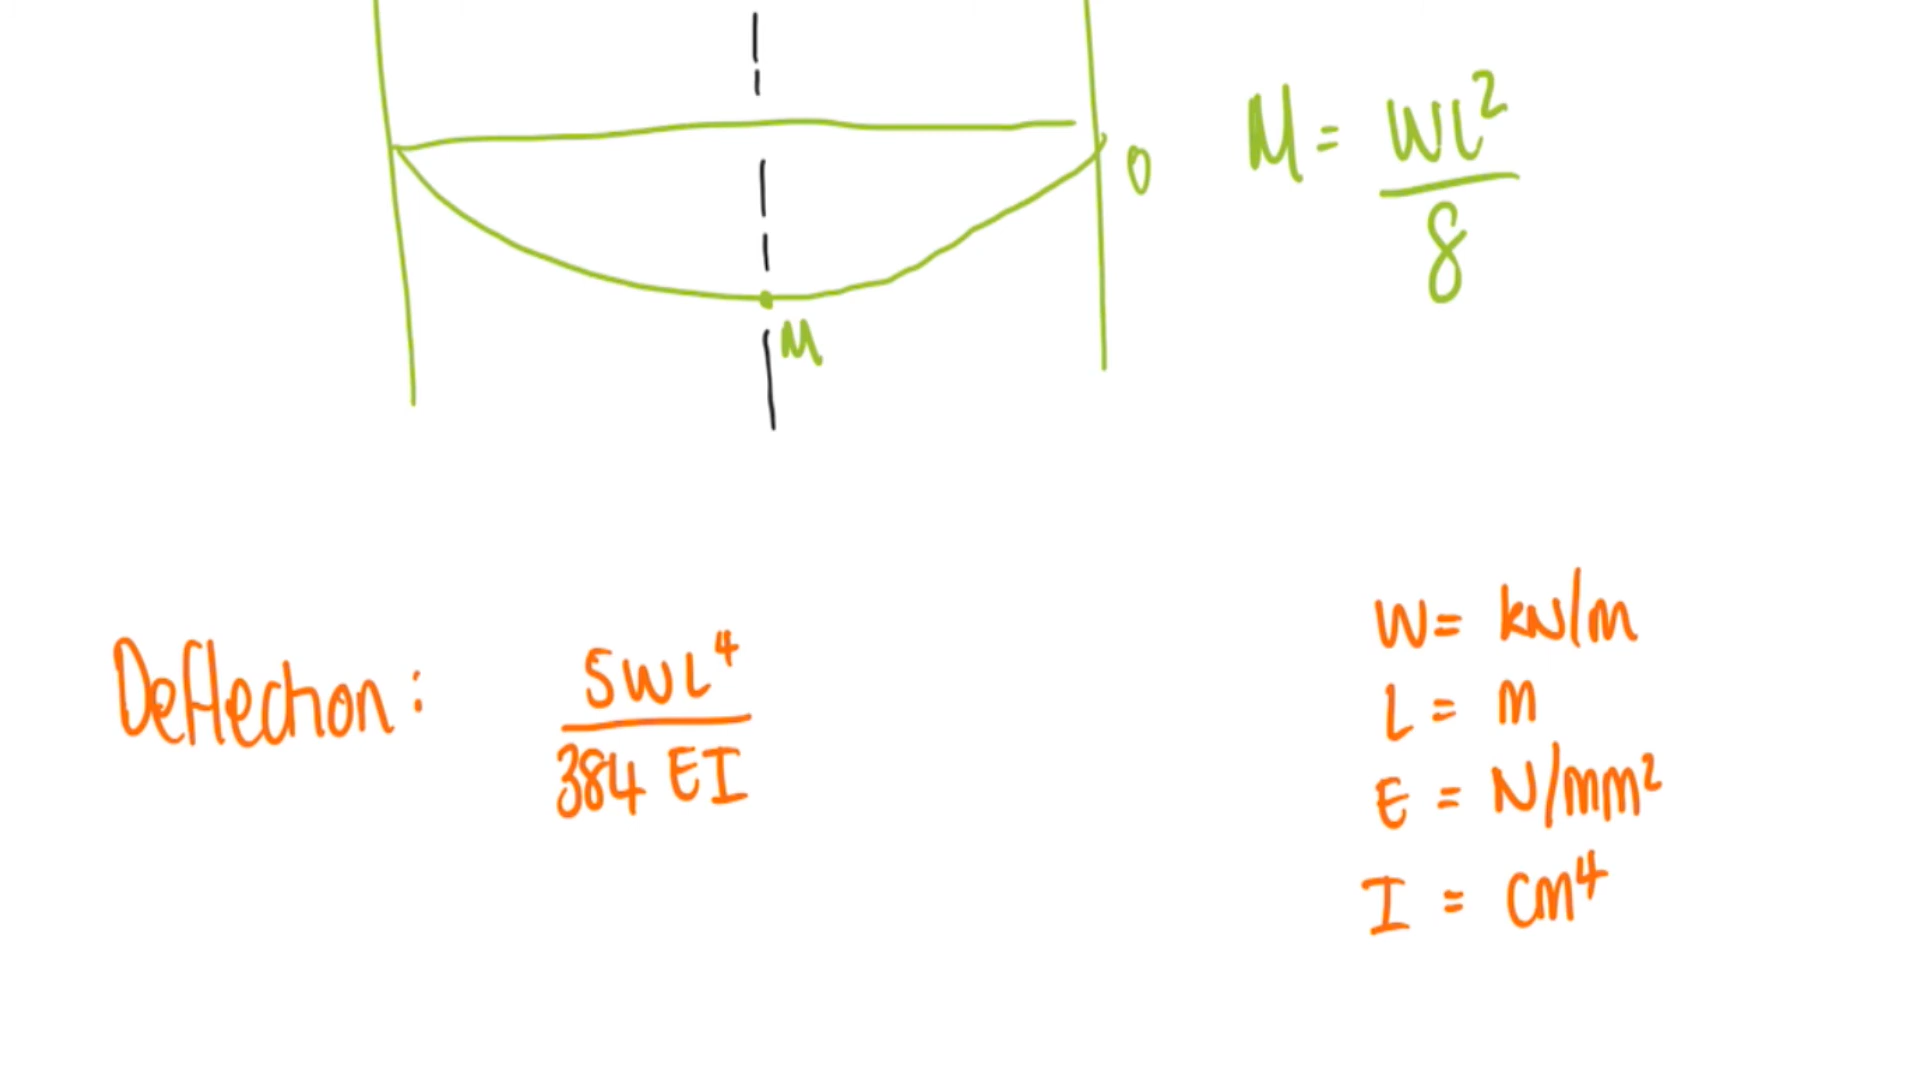 M = WL²
8
0
M
Deflection: 5WL⁴
384 EI
W = kN/m
L = m
E = N/mm²
I = cm⁴